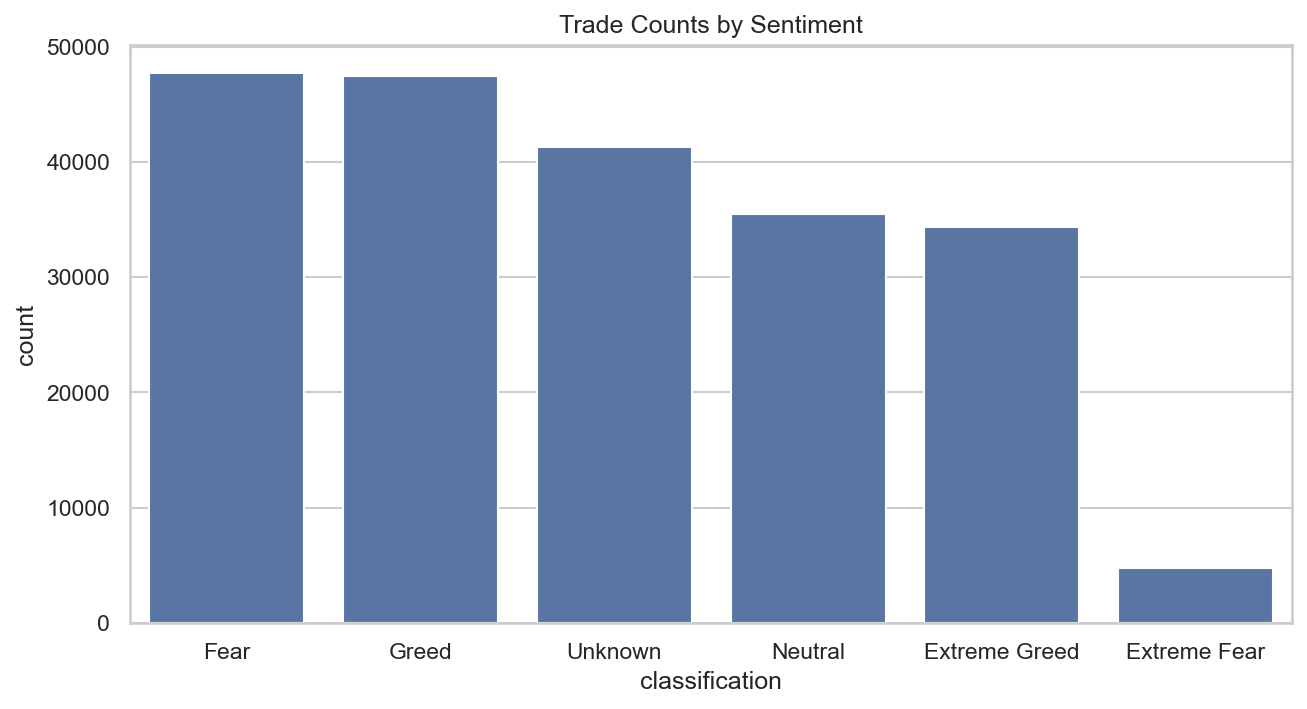 Trade Counts by Sentiment
50000
40000
30000
20000
10000
0
count
Fear Greed Unknown Neutral Extreme Greed Extreme Fear
classification